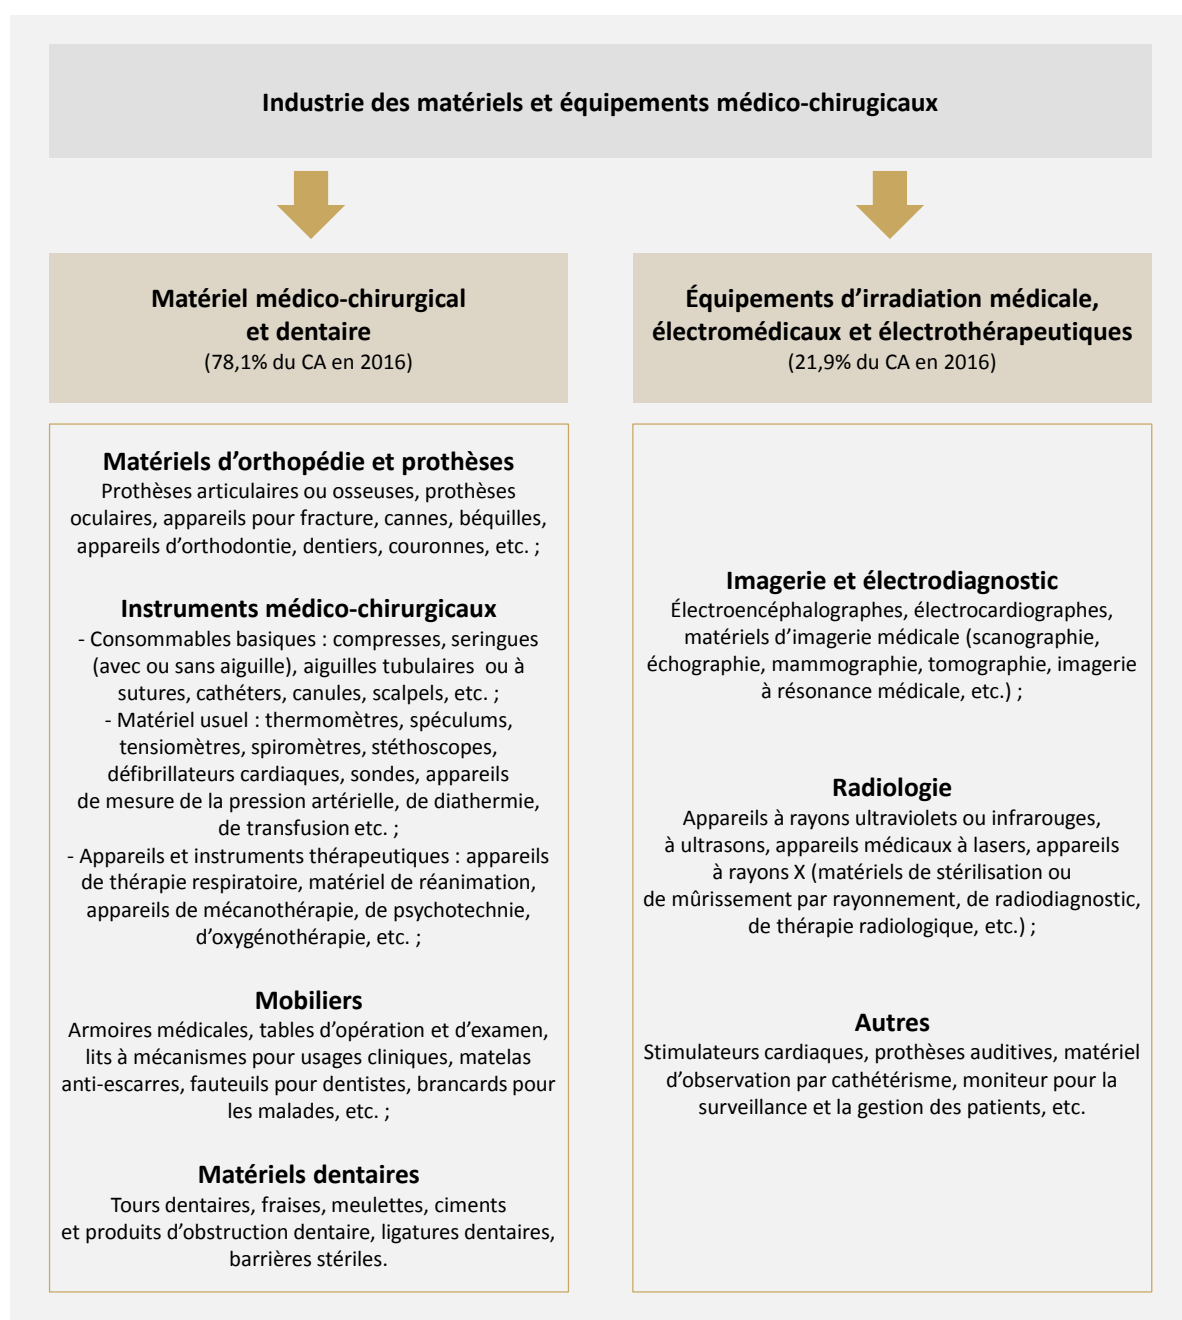 Industrie des matériels et équipements médico-chirugicaux
Matériel médico-chirurgical
et dentaire
(78,1% du CA en 2016)
Matériels d’orthopédie et prothèses
Prothèses articulaires ou osseuses, prothèses
oculaires, appareils pour fracture, cannes, béquilles,
appareils d’orthodontie, dentiers, couronnes, etc. ;
Instruments médico-chirurgicaux
- Consommables basiques : compresses, seringues
(avec ou sans aiguille), aiguilles tubulaires ou à
sutures, cathéters, canules, scalpels, etc. ;
- Matériel usuel : thermomètres, spéculums,
tensiomètres, spiromètres, stéthoscopes,
défibrillateurs cardiaques, sondes, appareils
de mesure de la pression artérielle, de diathermie,
de transfusion etc. ;
- Appareils et instruments thérapeutiques : appareils
de thérapie respiratoire, matériel de réanimation,
appareils de mécanothérapie, de psychotechnie,
d’oxygénothérapie, etc. ;
Mobiliers
Armoires médicales, tables d’opération et d’examen,
lits à mécanismes pour usages cliniques, matelas
anti-escarres, fauteuils pour dentistes, brancards pour
les malades, etc. ;
Matériels dentaires
Tours dentaires, fraises, meulettes, ciments
et produits d’obstruction dentaire, ligatures dentaires,
barrières stériles.
Équipements d’irradiation médicale,
électromédicaux et électrothérapeutiques
(21,9% du CA en 2016)
Imagerie et électrodiagnostic
Électroencéphalographes, électrocardiographes,
matériels d’imagerie médicale (scanographie,
échographie, mammographie, tomographie, imagerie
à résonance médicale, etc.) ;
Radiologie
Appareils à rayons ultraviolets ou infrarouges,
à ultrasons, appareils médicaux à lasers, appareils
à rayons X (matériels de stérilisation ou
de mûrissement par rayonnement, de radiodiagnostic,
de thérapie radiologique, etc.) ;
Autres
Stimulateurs cardiaques, prothèses auditives, matériel
d’observation par cathétérisme, moniteur pour la
surveillance et la gestion des patients, etc.